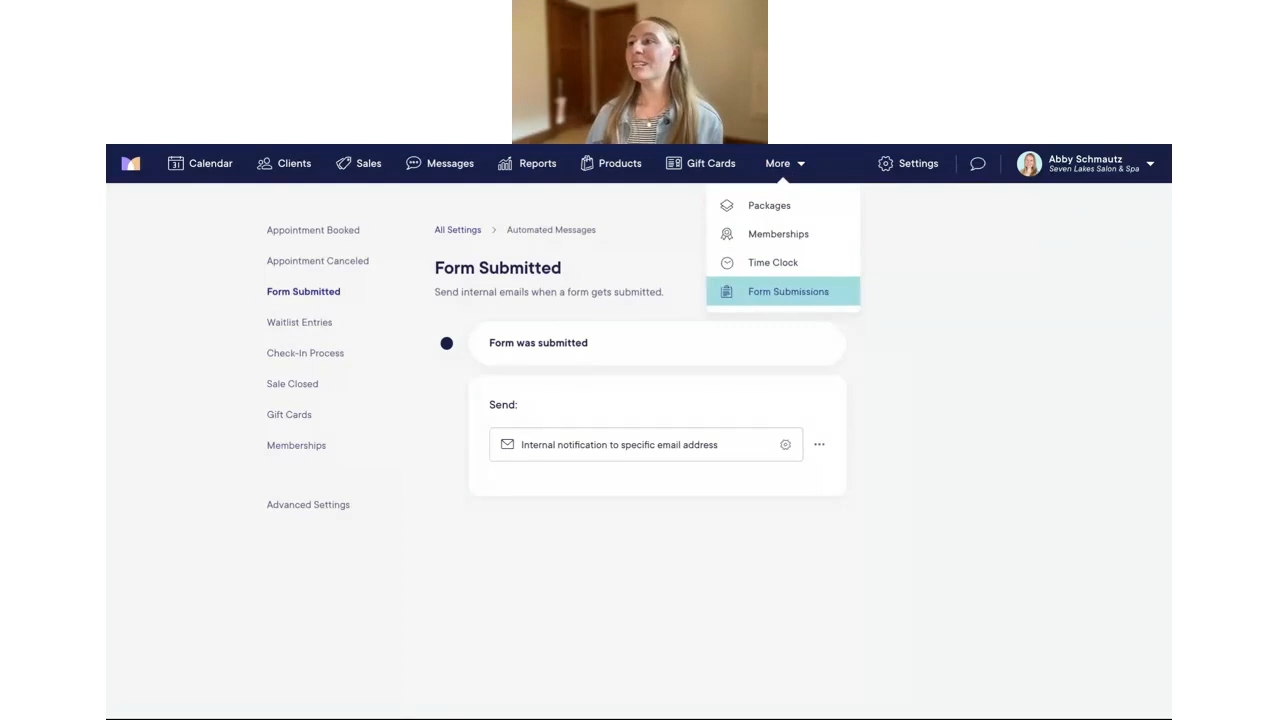 Calendar
Clients
Sales
Messages
Reports
Products
Gift Cards
More
Settings
Abby Schmautz
Seven Lakes Salon & Spa
Packages
Memberships
Time Clock
Form Submissions
Appointment Booked
Appointment Canceled
Form Submitted
Waitlist Entries
Check-In Process
Sale Closed
Gift Cards
Memberships
Advanced Settings
All Settings > Automated Messages
Form Submitted
Send internal emails when a form gets submitted.
Form was submitted
Send:
Internal notification to specific email address